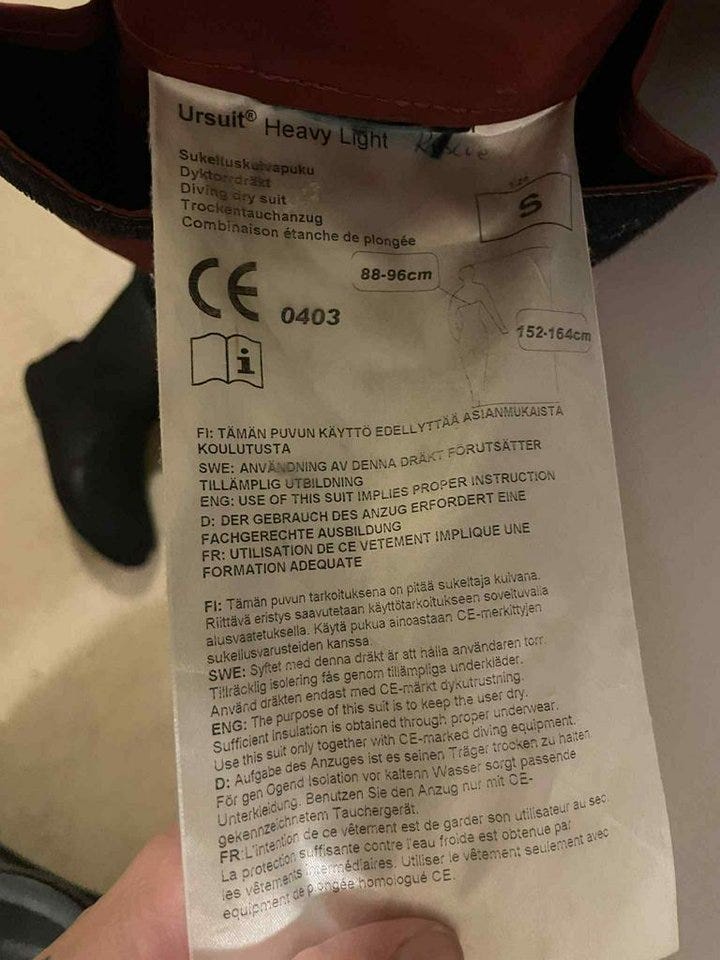 Ursuit® Heavy Light Rescue
Sukelluskuivapuku
Dyktorrdräkt
Diving dry suit
Trockentauchanzug
Combinaison étanche de plongée
SIZE
S
CE 0403
88-96cm
152-164cm
i
FI: TÄMÄN PUVUN KÄYTTÖ EDELLYTTÄÄ ASIANMUKAISTA
KOULUTUSTA
SWE: ANVÄNDNING AV DENNA DRÄKT FÖRUTSÄTTER
TILLÄMPLIG UTBILDNING
ENG: USE OF THIS SUIT IMPLIES PROPER INSTRUCTION
D: DER GEBRAUCH DES ANZUG ERFORDERT EINE
FACHGERECHTE AUSBILDUNG
FR: UTILISATION DE CE VETEMENT IMPLIQUE UNE
FORMATION ADEQUATE
FI: Tämän puvun tarkoituksena on pitää sukeltaja kuivana.
Riittävä eristys saavutetaan käyttötarkoitukseen soveltuvalla
alusvaatetuksella. Käytä pukua ainoastaan CE-merkittyjen
sukellusvarusteiden kanssa.
SWE: Syftet med denna dräkt är att hålla användaren torr.
Tillräcklig isolering fås genom tillämpliga underkläder.
Använd dräkten endast med CE-märkt dykutrustning.
ENG: The purpose of this suit is to keep the user dry.
Sufficient insulation is obtained through proper underwear.
Use this suit only together with CE-marked diving equipment.
D: Aufgabe des Anzuges ist es seinen Träger trocken zu halten.
För gen Ogend Isolation vor kaltenn Wasser sorgt passende
Unterkleidung. Benutzen Sie den Anzug nur mit CE-
gekennzeichnetem Tauchergerät.
FR: L'intention de ce vêtement est de garder son utilisateur au sec.
La protection suffisante contre l'eau froide est obtenue par
les vêtements intermédiaires. Utiliser le vêtement seulement avec
equipment de plongée homologué CE.